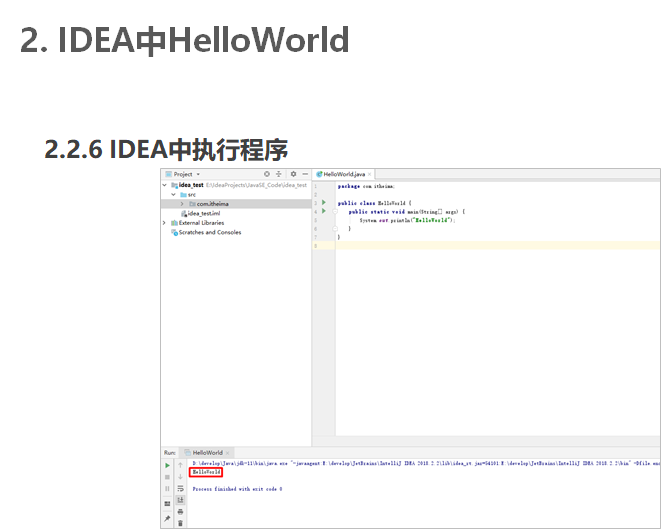 2. IDEA中HelloWorld
2.2.6 IDEA中执行程序
Project
HelloWorld.java
idea_test E:\IdeaProjects\JavaSE_Code\idea_test
src
com.itheima
idea_test.iml
External Libraries
Scratches and Consoles
1 package com.itheima;
2
3 public class HelloWorld {
4 public static void main(String[] args) {
5 System.out.println("HelloWorld");
6 }
7 }
8
Run: HelloWorld
D:\develop\Java\jdk-11\bin\java.exe "-javaagent:D:\develop\JetBrains\IntelliJ IDEA 2018.2.2\lib\idea_rt.jar=54101:D:\develop\JetBrains\IntelliJ IDEA 2018.2.2\bin" -Dfile.enc
HelloWorld
Process finished with exit code 0